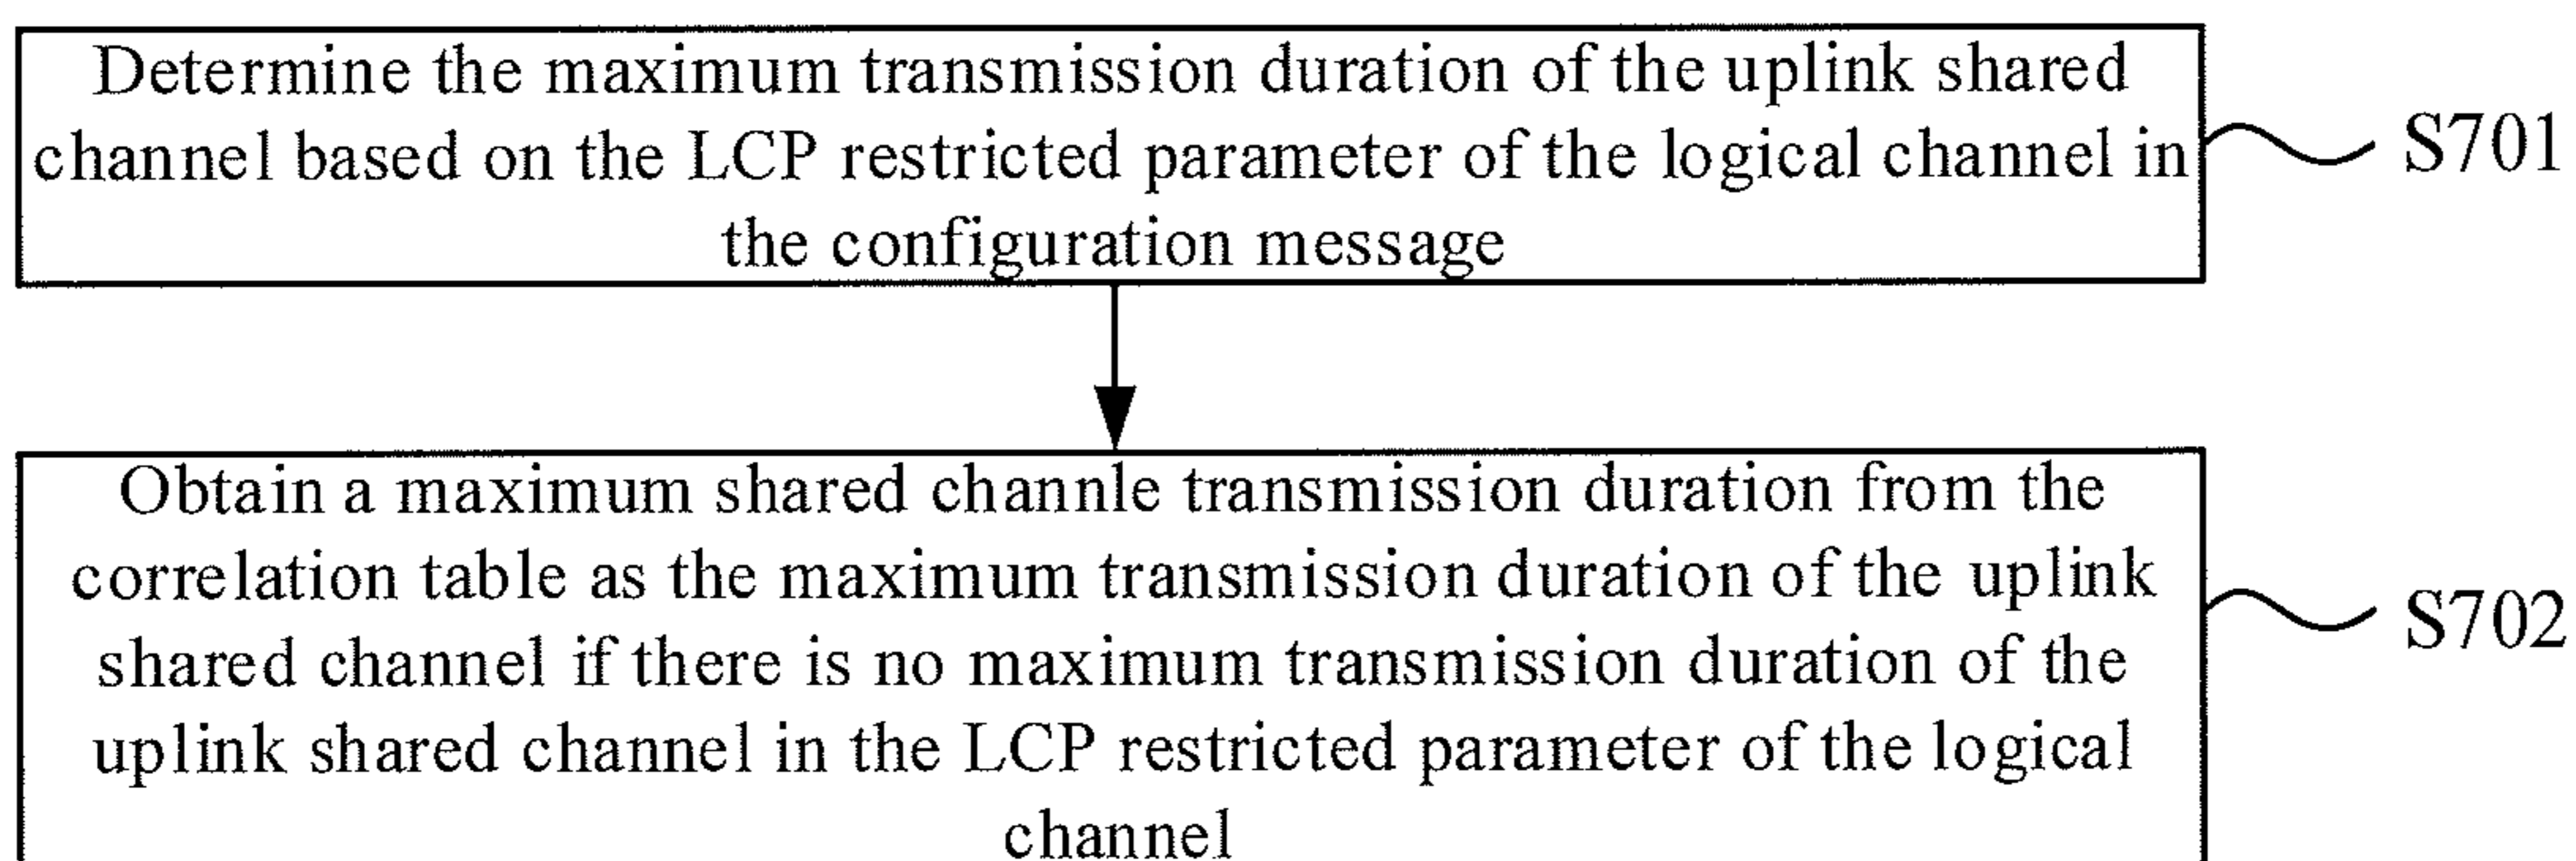 Determine the maximum transmission duration of the uplink shared
channel based on the LCP restricted parameter of the logical channel in
the configuration message
S701
Obtain a maximum shared channle transmission duration from the
correlation table as the maximum transmission duration of the uplink
shared channel if there is no maximum transmission duration of the
uplink shared channel in the LCP restricted parameter of the logical
channel
S702